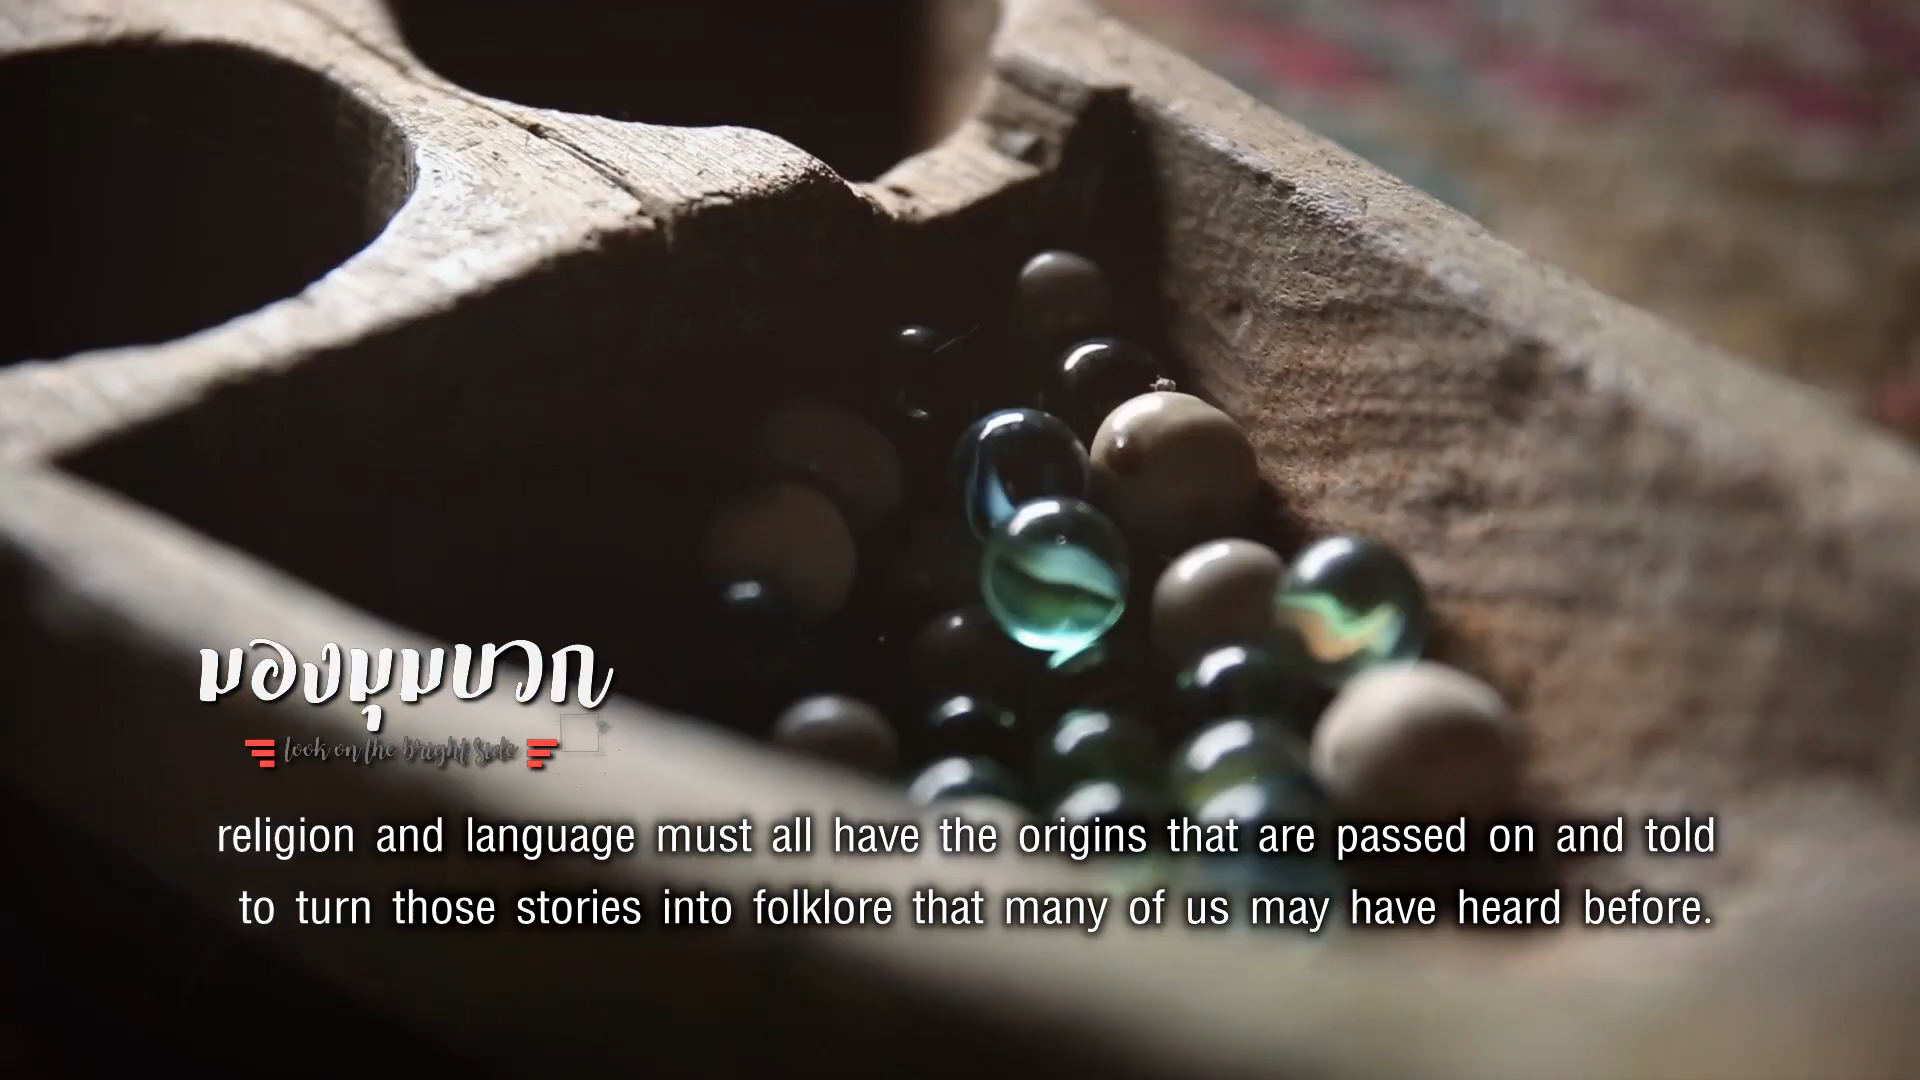 มองมุมบวก
look on the bright side
religion and language must all have the origins that are passed on and told
to turn those stories into folklore that many of us may have heard before.